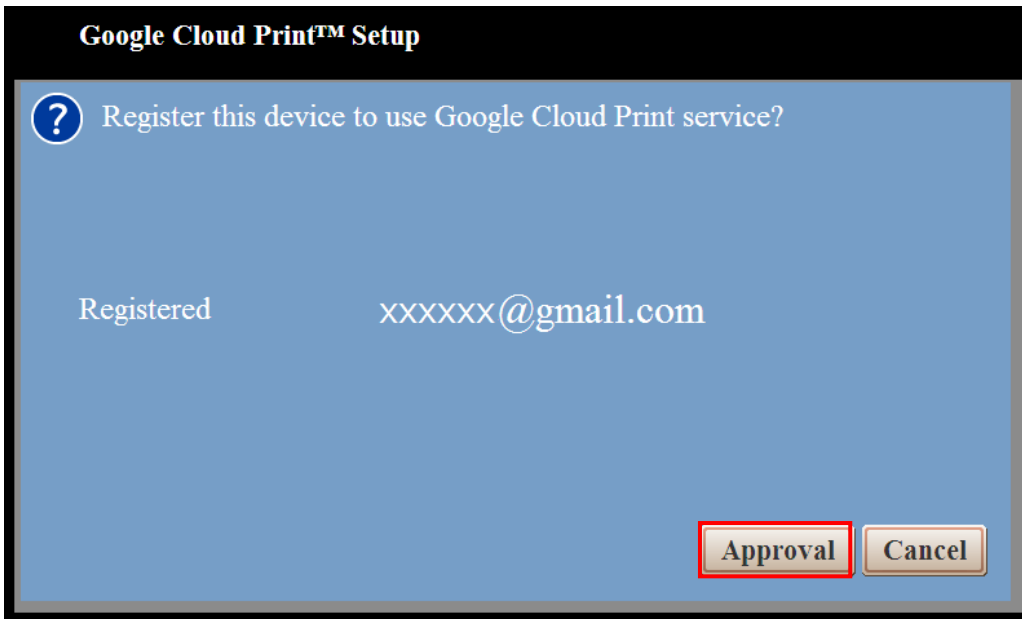 Google Cloud Print™ Setup
? Register this device to use Google Cloud Print service?
Registered xxxxxx@gmail.com
Approval Cancel